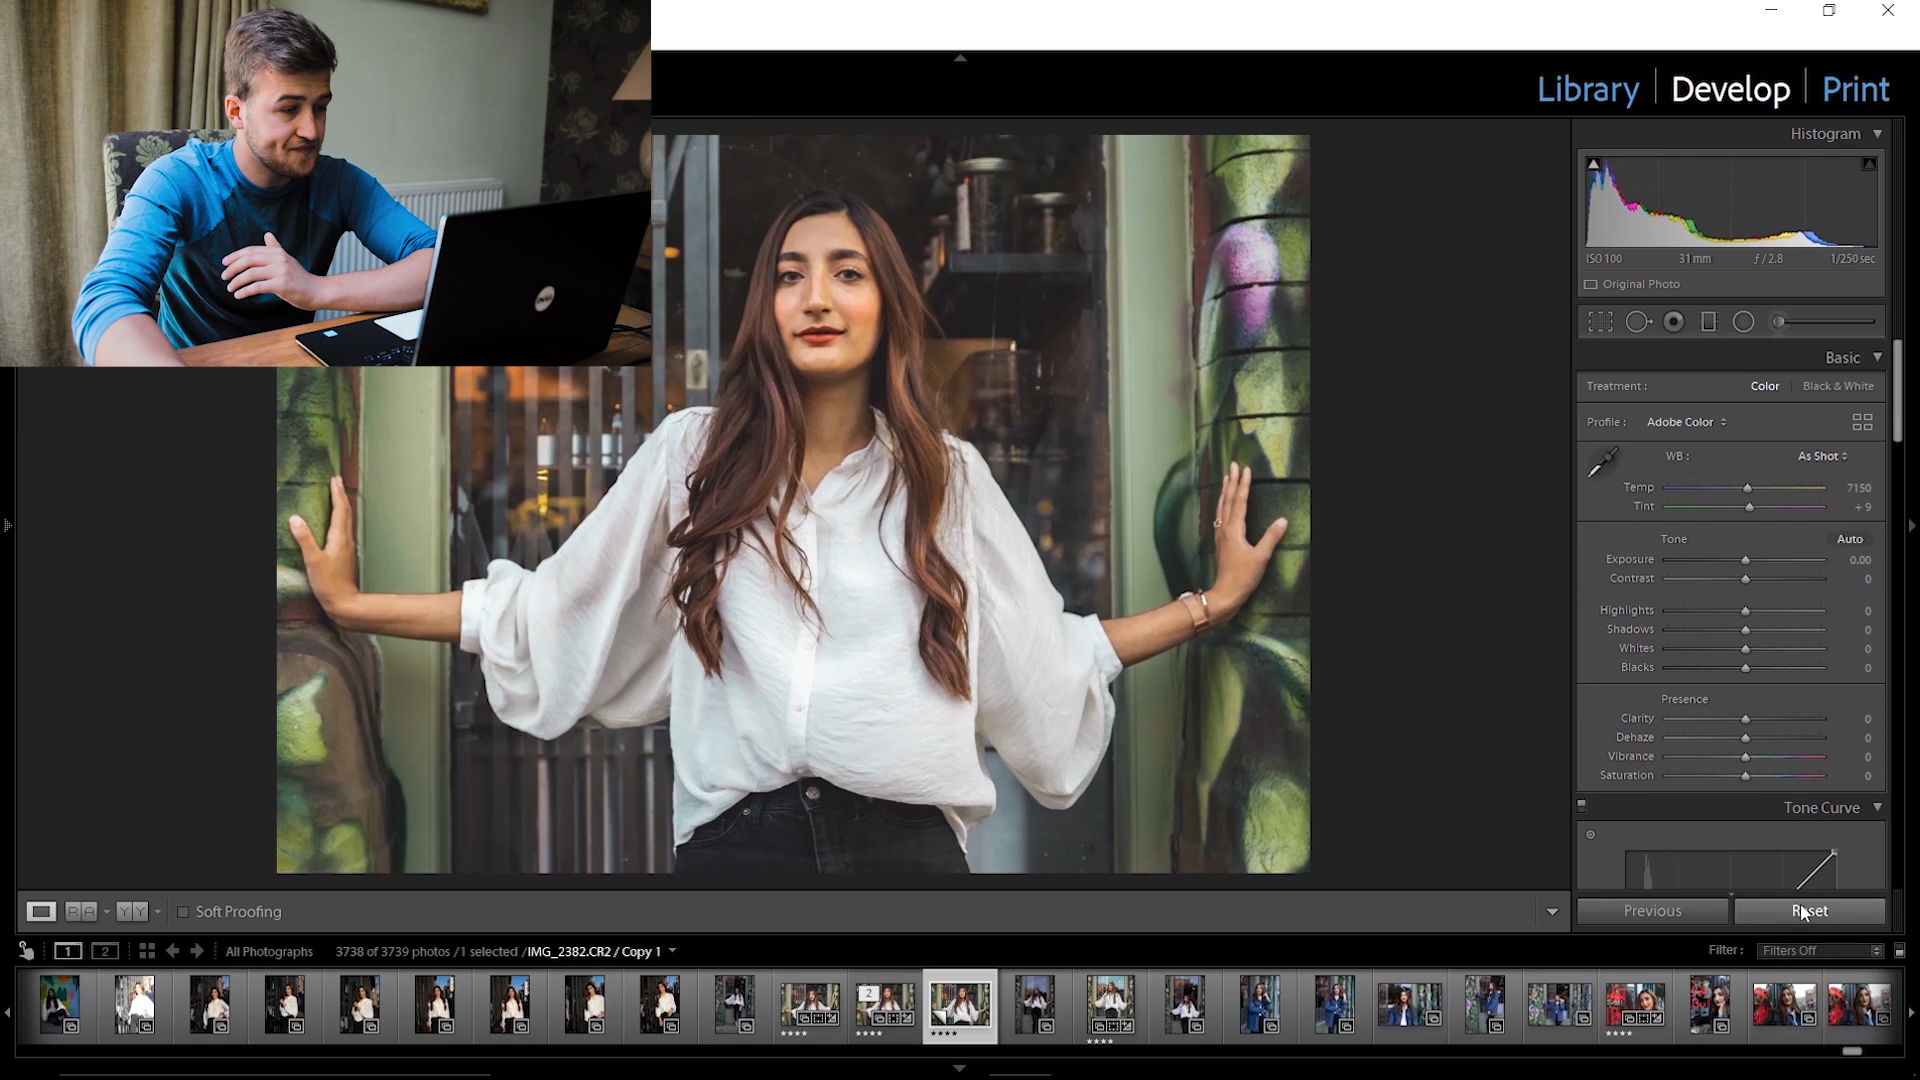 Library | Develop | Print
Histogram
ISO 100 31 mm ƒ / 2.8 1/250 sec
Original Photo
Basic
Treatment : Color Black & White
Profile : Adobe Color
WB : As Shot
Temp 7150
Tint + 9
Tone Auto
Exposure 0.00
Contrast 0
Highlights 0
Shadows 0
Whites 0
Blacks 0
Presence
Clarity 0
Dehaze 0
Vibrance 0
Saturation 0
Tone Curve
Previous Reset
R A Y Y Soft Proofing
1 2 All Photographs 3738 of 3739 photos / 1 selected / IMG_2382.CR2 / Copy 1 Filter : Filters Off
2
DELL